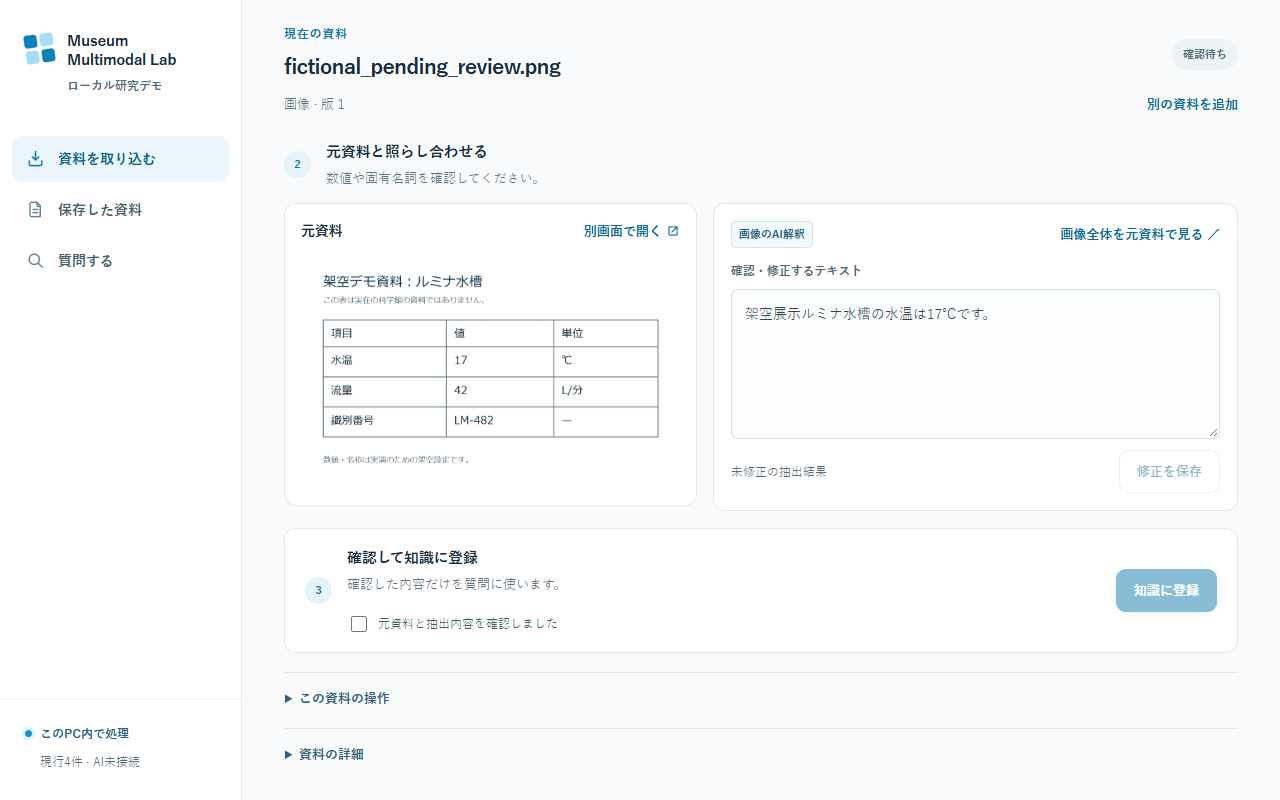 Museum
Multimodal Lab
ローカル研究デモ
資料を取り込む
保存した資料
質問する
このPC内で処理
現行4件 · AI未接続
現在の資料
fictional_pending_review.png
確認待ち
画像 · 版 1
別の資料を追加
2
元資料と照らし合わせる
数値や固有名詞を確認してください。
元資料
別画面で開く
架空デモ資料：ルミナ水槽
この表は実在の科学館の資料ではありません。
項目 値 単位
水温 17 ℃
流量 42 L/分
識別番号 LM-482 —
数値・名称は実演のための架空設定です。
画像のAI解釈
画像全体を元資料で見る
確認・修正するテキスト
架空展示ルミナ水槽の水温は17℃です。
未修正の抽出結果
修正を保存
3
確認して知識に登録
確認した内容だけを質問に使います。
元資料と抽出内容を確認しました
知識に登録
この資料の操作
資料の詳細